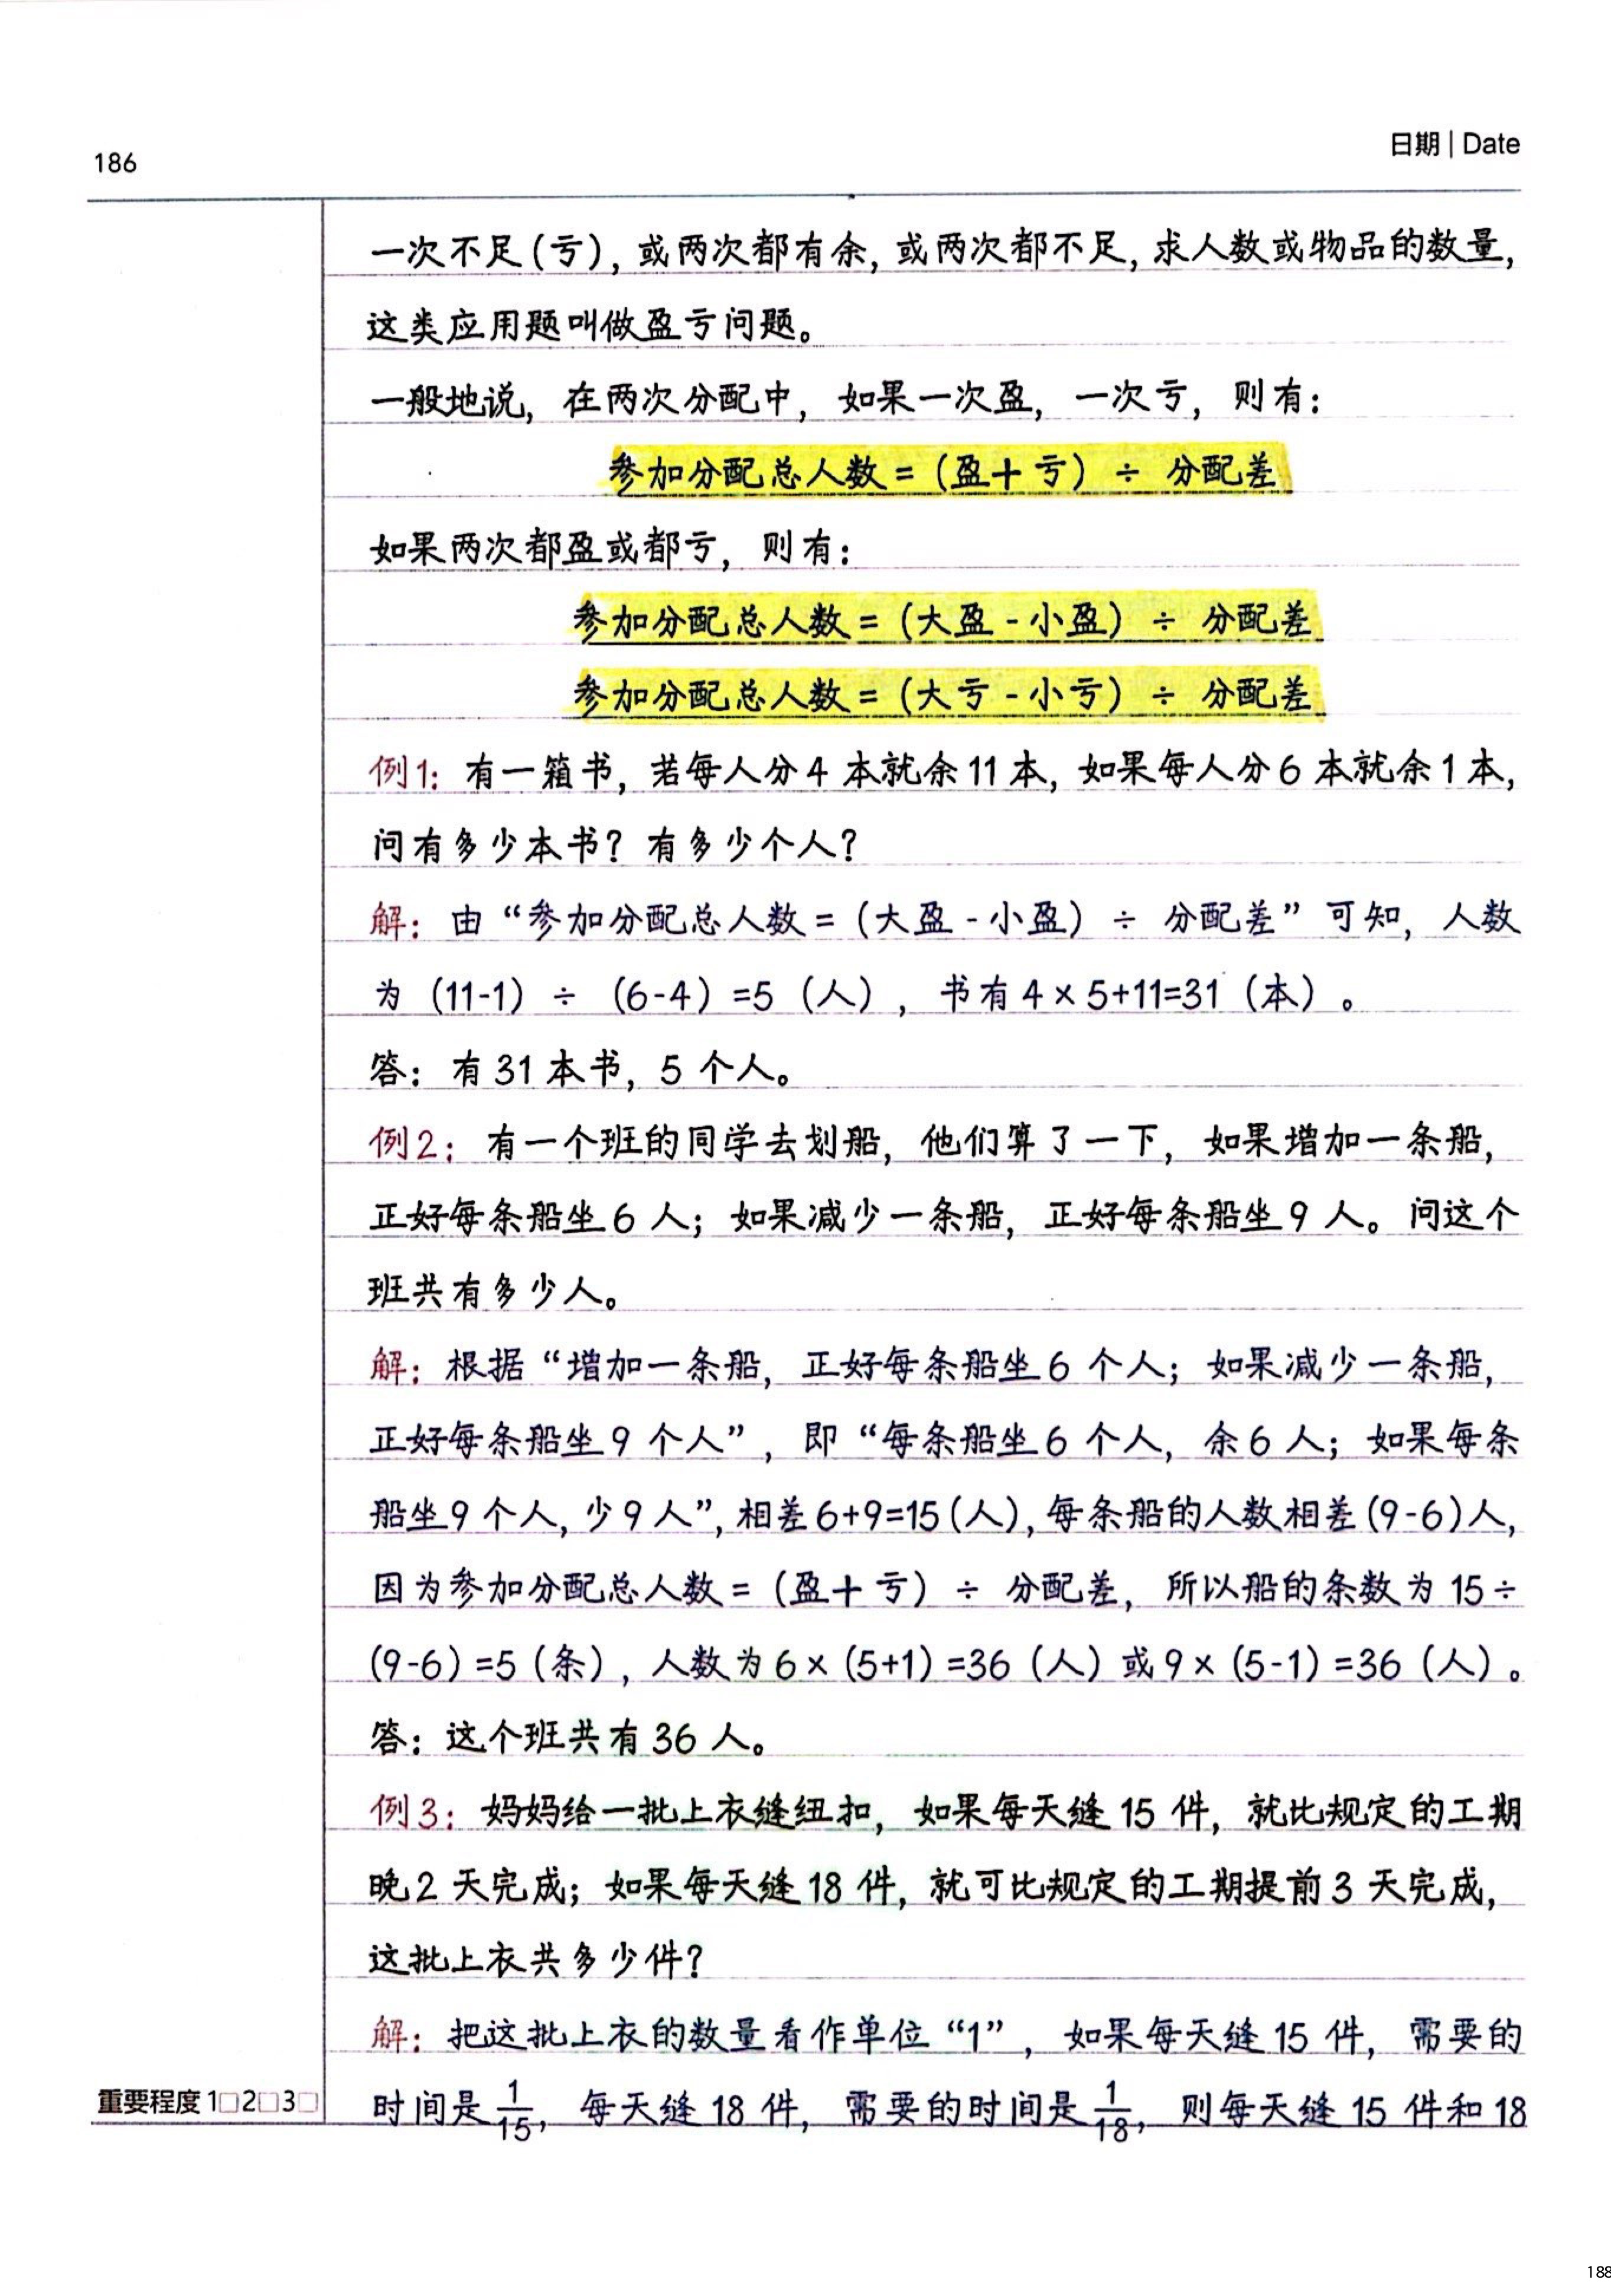 186
日期 | Date
一次不足(亏),或两次都有余,或两次都不足,求人数或物品的数量,
这类应用题叫做盈亏问题。
一般地说, 在两次分配中, 如果一次盈, 一次亏, 则有:
参加分配总人数=(盈+亏) ÷ 分配差
如果两次都盈或都亏, 则有:
参加分配总人数=(大盈-小盈) ÷ 分配差
参加分配总人数=(大亏-小亏) ÷ 分配差
例1: 有一箱书, 若每人分4本就余11本, 如果每人分6本就余1本,
问有多少本书? 有多少个人?
解: 由“参加分配总人数=(大盈-小盈) ÷ 分配差”可知, 人数
为 (11-1) ÷ (6-4) =5 (人) , 书有4×5+11=31 (本) 。
答: 有31本书, 5个人。
例2: 有一个班的同学去划船, 他们算了一下, 如果增加一条船,
正好每条船坐6人; 如果减少一条船, 正好每条船坐9人。问这个
班共有多少人。
解: 根据“增加一条船, 正好每条船坐6个人; 如果减少一条船,
正好每条船坐9个人”, 即“每条船坐6个人, 余6人; 如果每条
船坐9个人, 少9人”, 相差6+9=15(人), 每条船的人数相差(9-6)人,
因为参加分配总人数=(盈+亏) ÷ 分配差, 所以船的条数为15÷
(9-6) =5 (条) , 人数为6×(5+1) =36 (人) 或9×(5-1) =36 (人) 。
答: 这个班共有36人。
例3: 妈妈给一批上衣缝纽扣, 如果每天缝15件, 就比规定的工期
晚2天完成; 如果每天缝18件, 就可比规定的工期提前3天完成,
这批上衣共多少件?
解: 把这批上衣的数量看作单位“1”, 如果每天缝15件, 需要的
时间是1/15, 每天缝18件, 需要的时间是1/18, 则每天缝15件和18
重要程度1□2□3□
188